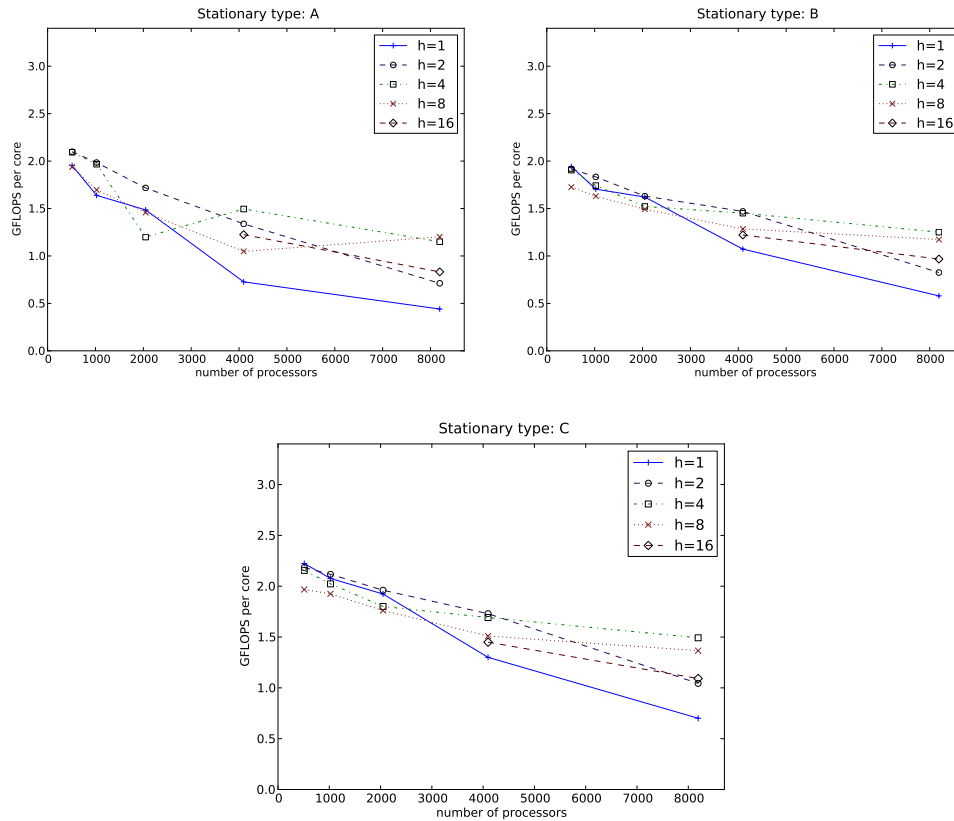 Stationary type: A
GFLOPS per core
3.0
2.5
2.0
1.5
1.0
0.5
0.0
0 1000 2000 3000 4000 5000 6000 7000 8000
number of processors
h=1
h=2
h=4
h=8
h=16
Stationary type: B
GFLOPS per core
3.0
2.5
2.0
1.5
1.0
0.5
0.0
0 1000 2000 3000 4000 5000 6000 7000 8000
number of processors
h=1
h=2
h=4
h=8
h=16
Stationary type: C
GFLOPS per core
3.0
2.5
2.0
1.5
1.0
0.5
0.0
0 1000 2000 3000 4000 5000 6000 7000 8000
number of processors
h=1
h=2
h=4
h=8
h=16